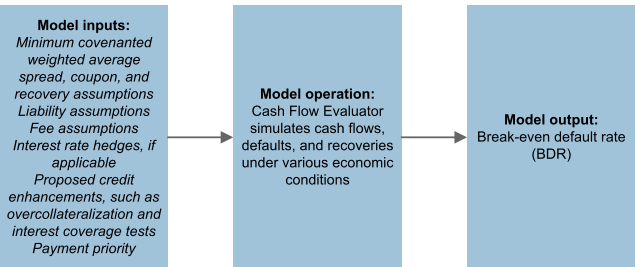 Model inputs:
Minimum covenanted
weighted average
spread, coupon, and
recovery assumptions
Liability assumptions
Fee assumptions
Interest rate hedges, if
applicable
Proposed credit
enhancements, such as
overcollateralization and
interest coverage tests
Payment priority
Model operation:
Cash Flow Evaluator
simulates cash flows,
defaults, and recoveries
under various economic
conditions
Model output:
Break-even default rate
(BDR)